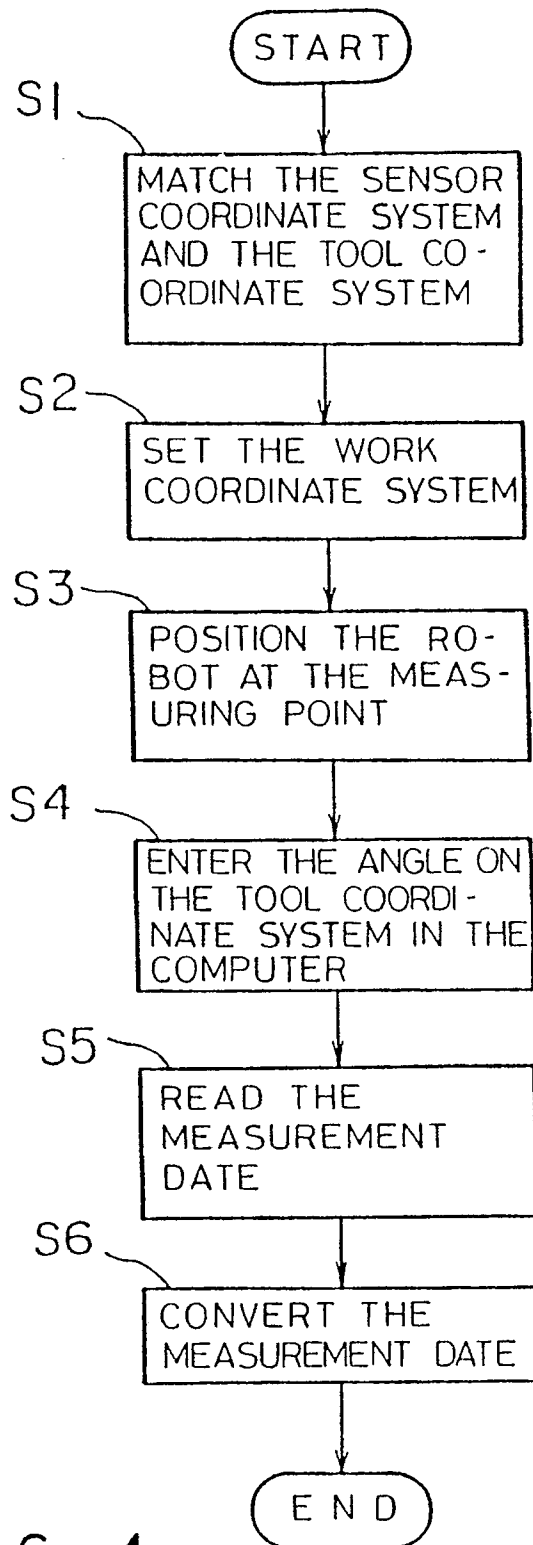 START
S1
MATCH THE SENSOR
COORDINATE SYSTEM
AND THE TOOL CO-
ORDINATE SYSTEM
S2
SET THE WORK
COORDINATE SYSTEM
S3
POSITION THE RO-
BOT AT THE MEAS-
URING POINT
S4
ENTER THE ANGLE ON
THE TOOL COORDI-
NATE SYSTEM IN THE
COMPUTER
S5
READ THE
MEASUREMENT
DATE
S6
CONVERT THE
MEASUREMENT DATE
END